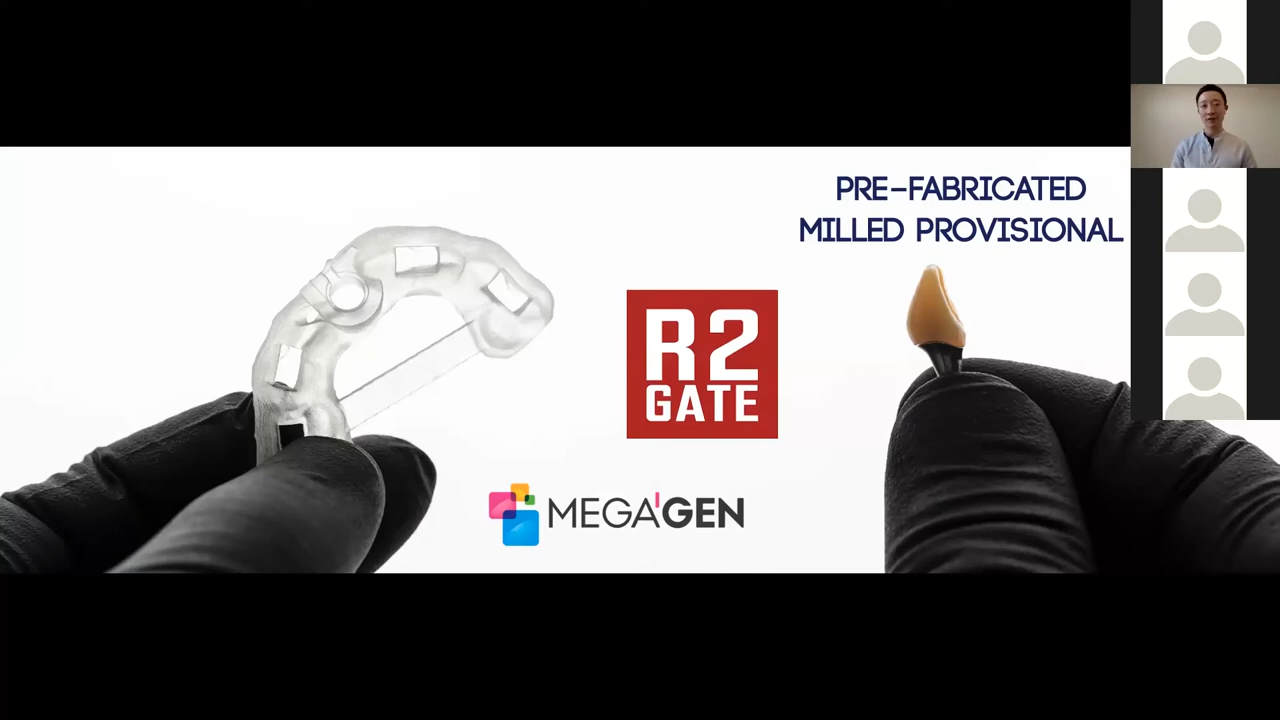 PRE-FABRICATED
MILLED PROVISIONAL
R2
GATE
MEGA'GEN